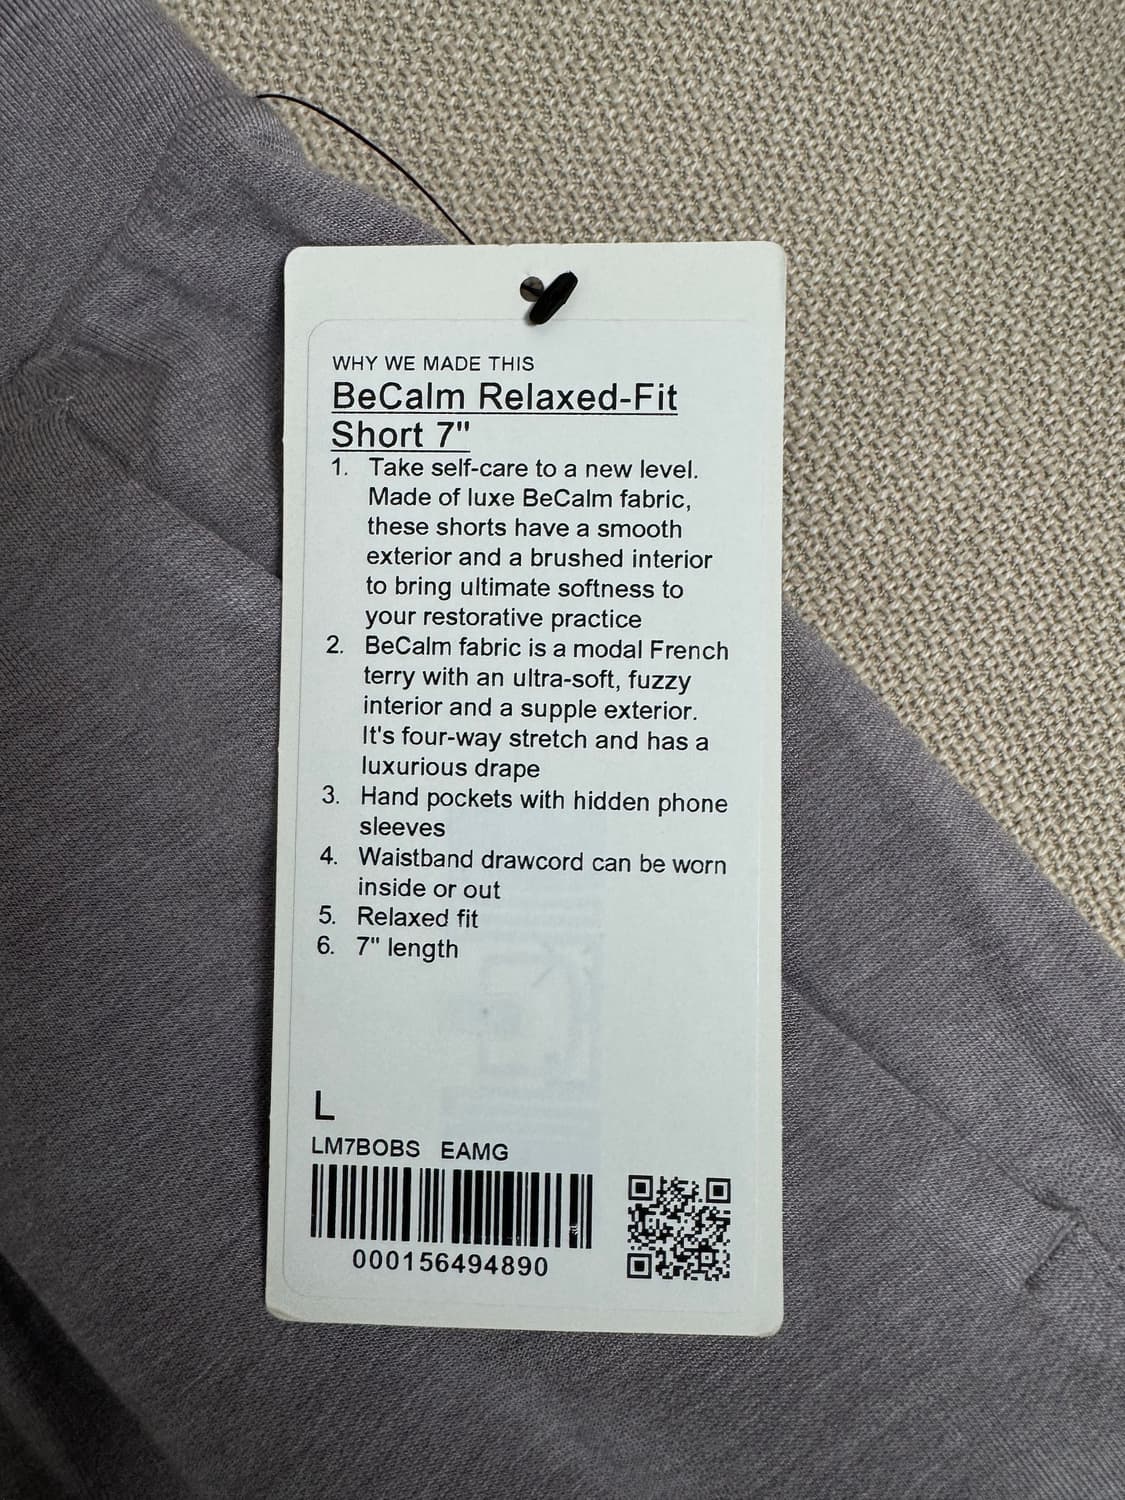 WHY WE MADE THIS
BeCalm Relaxed-Fit
Short 7"
1. Take self-care to a new level.
Made of luxe BeCalm fabric,
these shorts have a smooth
exterior and a brushed interior
to bring ultimate softness to
your restorative practice
2. BeCalm fabric is a modal French
terry with an ultra-soft, fuzzy
interior and a supple exterior.
It's four-way stretch and has a
luxurious drape
3. Hand pockets with hidden phone
sleeves
4. Waistband drawcord can be worn
inside or out
5. Relaxed fit
6. 7" length
L
LM7BOBS EAMG
000156494890